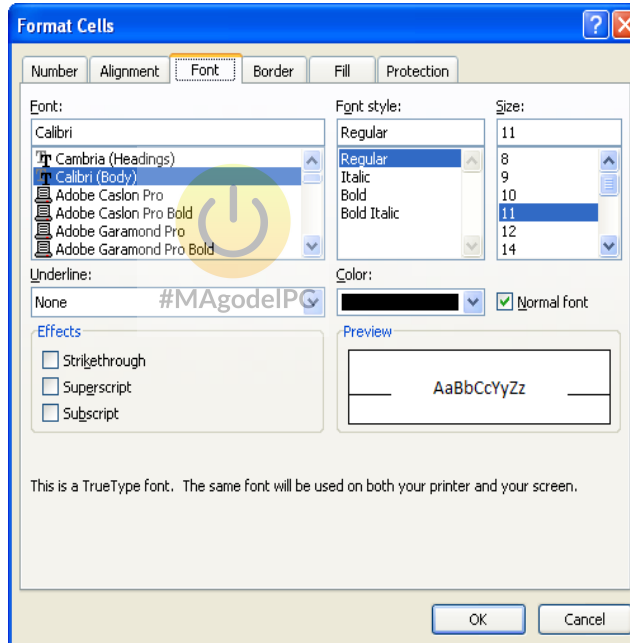 Format Cells
Number Alignment Font Border Fill Protection
Font: Font style: Size:
Calibri Regular 11
Cambria (Headings) Regular 8
Calibri (Body) Italic 9
Adobe Caslon Pro Bold 10
Adobe Caslon Pro Bold Bold Italic 11
Adobe Garamond Pro 12
Adobe Garamond Pro Bold 14
Underline: Color:
None #MAgodelPC Normal font
Effects Preview
Strikethrough
Superscript AaBbCcYyZz
Subscript
This is a TrueType font. The same font will be used on both your printer and your screen.
OK Cancel